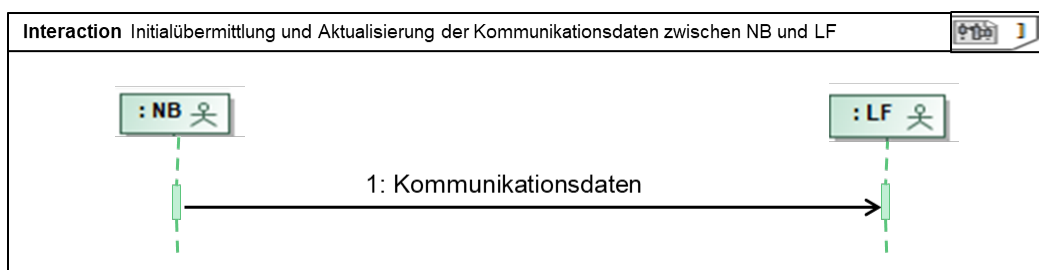 Interaction Initialübermittlung und Aktualisierung der Kommunikationsdaten zwischen NB und LF
: NB
: LF
1: Kommunikationsdaten